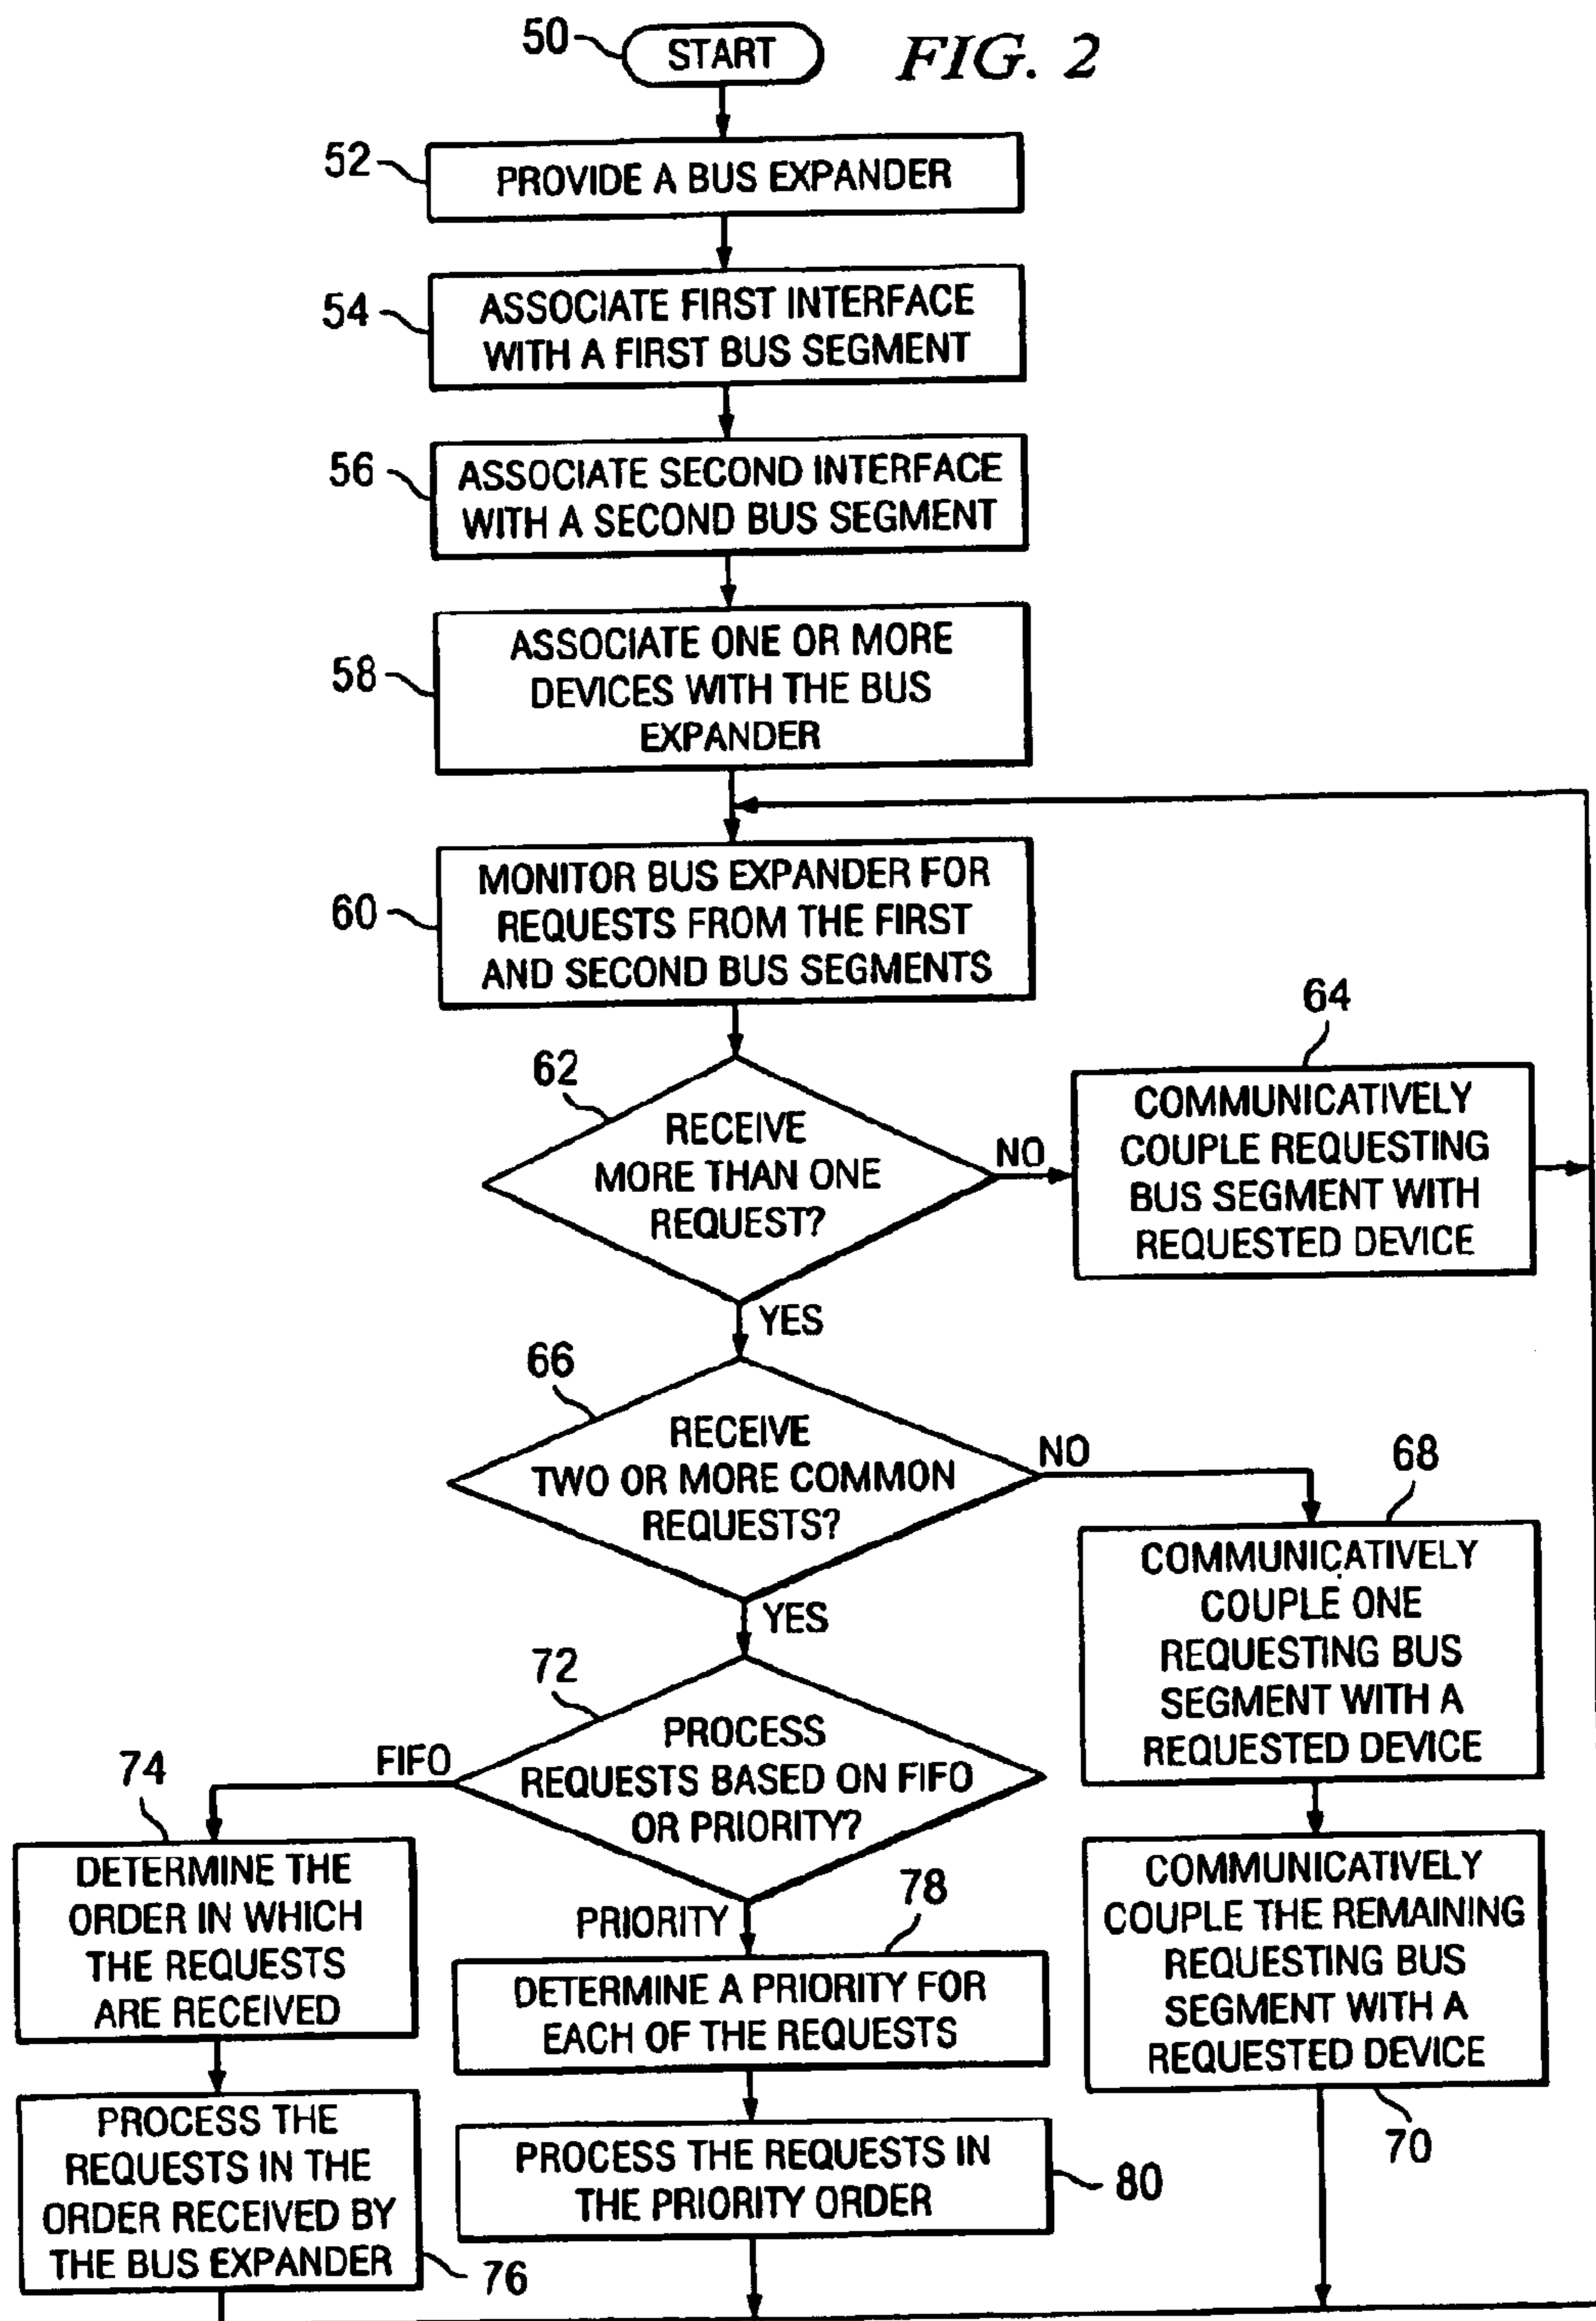 50
START
FIG. 2
52
PROVIDE A BUS EXPANDER
54
ASSOCIATE FIRST INTERFACE
WITH A FIRST BUS SEGMENT
56
ASSOCIATE SECOND INTERFACE
WITH A SECOND BUS SEGMENT
58
ASSOCIATE ONE OR MORE
DEVICES WITH THE BUS
EXPANDER
60
MONITOR BUS EXPANDER FOR
REQUESTS FROM THE FIRST
AND SECOND BUS SEGMENTS
62
RECEIVE
MORE THAN ONE
REQUEST?
NO
64
COMMUNICATIVELY
COUPLE REQUESTING
BUS SEGMENT WITH
REQUESTED DEVICE
YES
66
RECEIVE
TWO OR MORE COMMON
REQUESTS?
NO
68
COMMUNICATIVELY
COUPLE ONE
REQUESTING BUS
SEGMENT WITH A
REQUESTED DEVICE
COMMUNICATIVELY
COUPLE THE REMAINING
REQUESTING BUS
SEGMENT WITH A
REQUESTED DEVICE
70
YES
72
PROCESS
REQUESTS BASED ON FIFO
OR PRIORITY?
FIFO
74
DETERMINE THE
ORDER IN WHICH
THE REQUESTS
ARE RECEIVED
PROCESS THE
REQUESTS IN THE
ORDER RECEIVED BY
THE BUS EXPANDER
76
PRIORITY
78
DETERMINE A PRIORITY FOR
EACH OF THE REQUESTS
PROCESS THE REQUESTS IN
THE PRIORITY ORDER
80